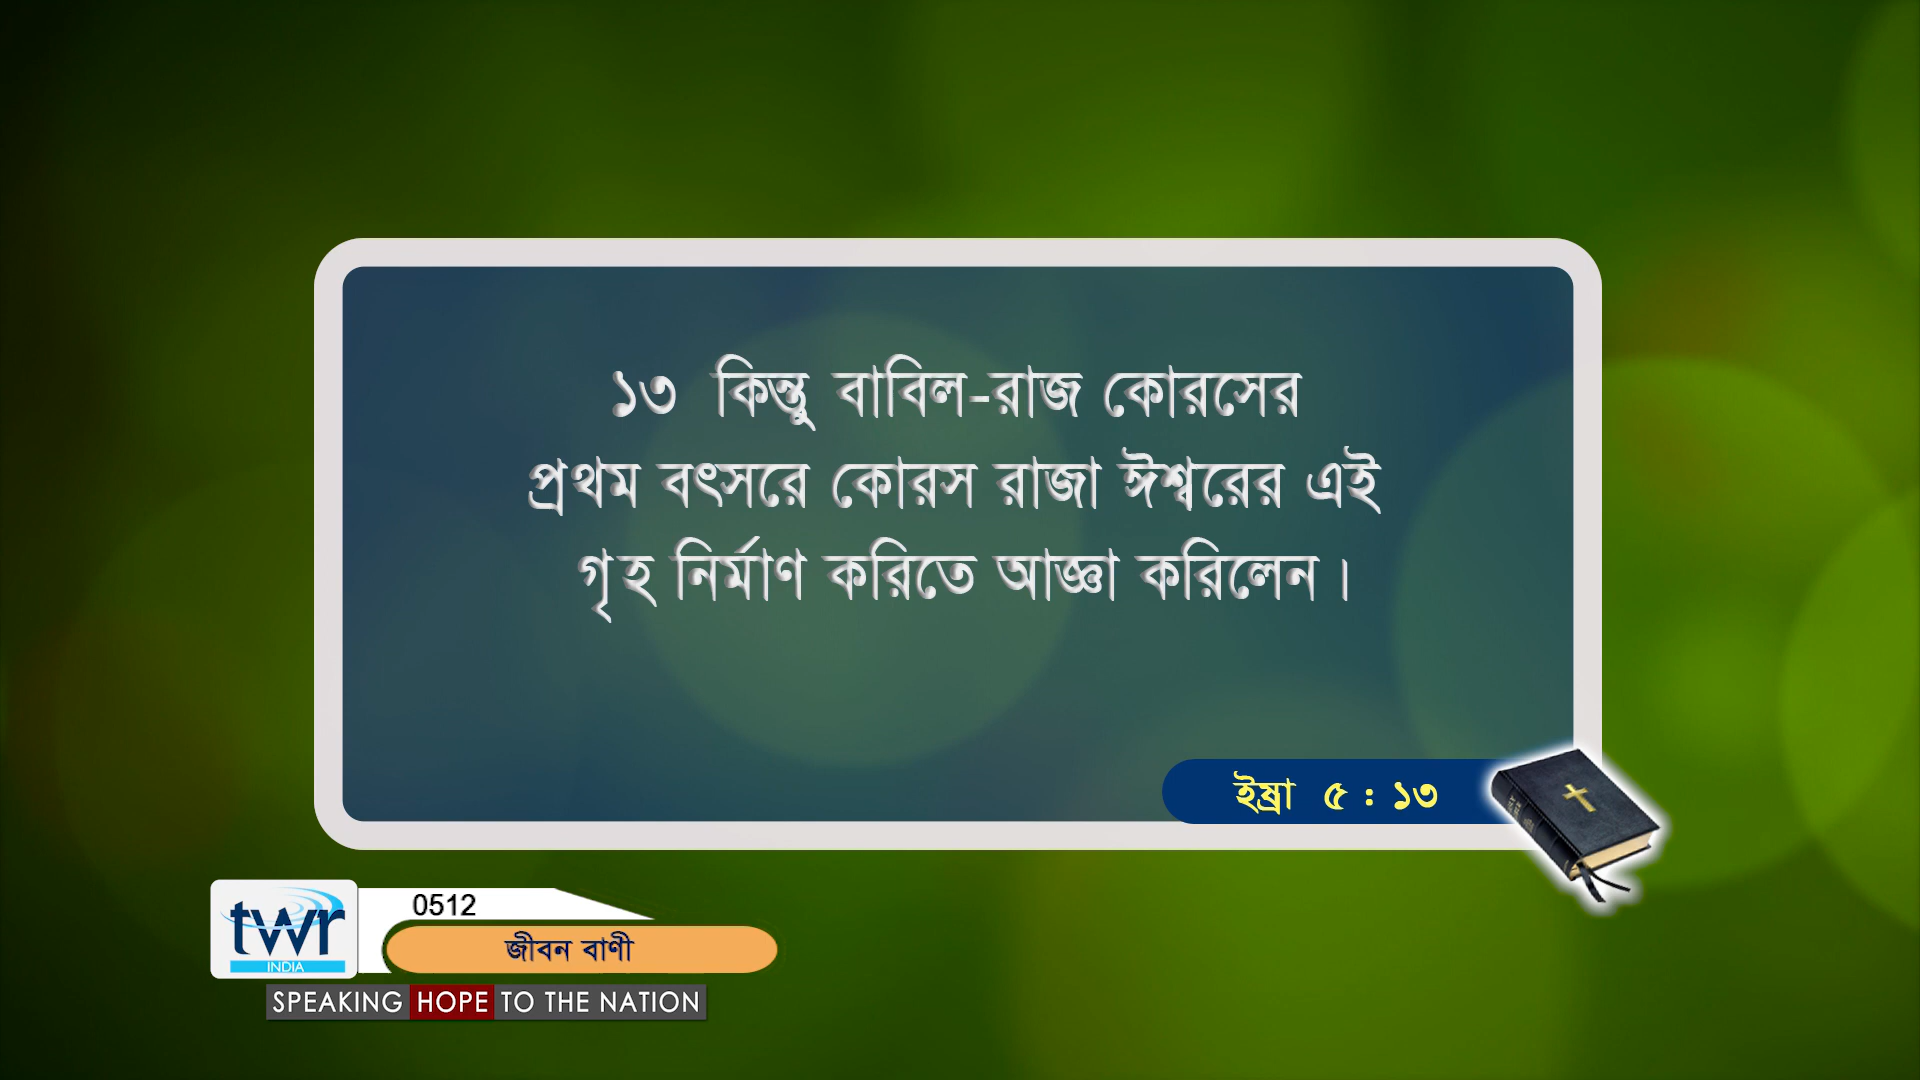 ১৩ কিন্তু বাবিল-রাজ কোরসের
প্রথম বৎসরে কোরস রাজা ঈশ্বরের এই
গৃহ নির্মাণ করিতে আজ্ঞা করিলেন।
ইষ্রা ৫ : ১৩
0512
twr
INDIA
জীবন বাণী
SPEAKING HOPE TO THE NATION